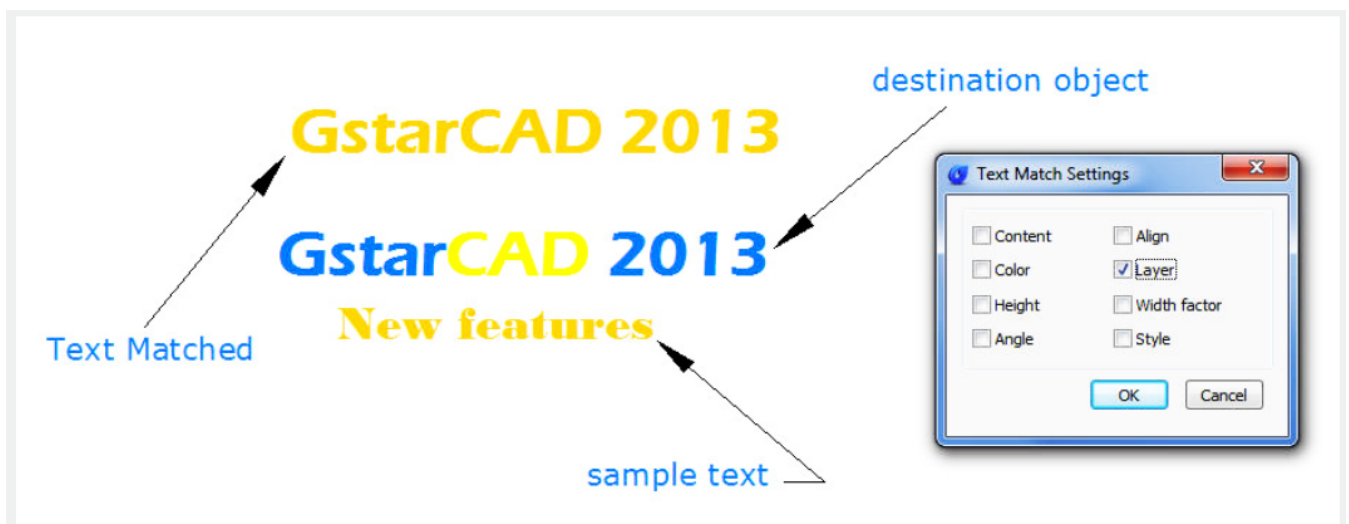 destination object
GstarCAD 2013
Text Match Settings
GstarCAD 2013
Content
Align
Color
Layer
New features
Height
Width factor
Text Matched
Angle
Style
OK
Cancel
sample text